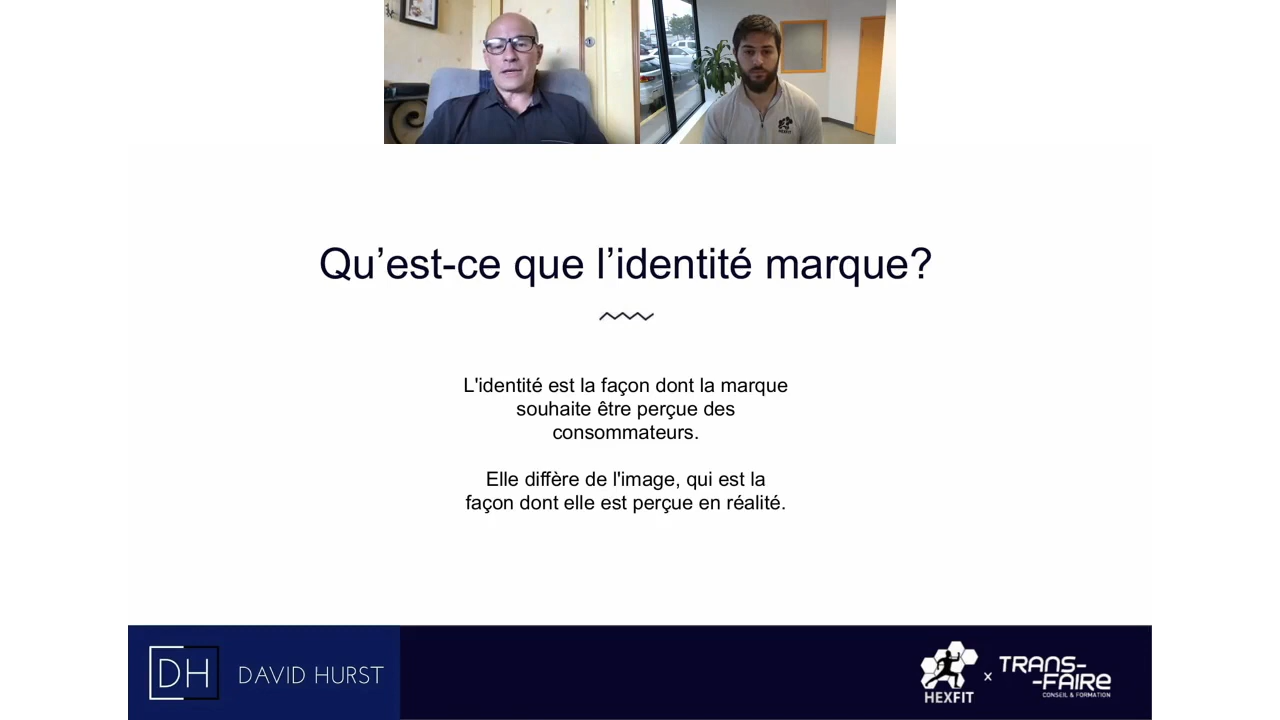 HEXFIT
Qu’est-ce que l’identité marque?
L'identité est la façon dont la marque
souhaite être perçue des
consommateurs.
Elle diffère de l'image, qui est la
façon dont elle est perçue en réalité.
DH
DAVID HURST
HEXFIT
x
TRANS-
-FAIRE
CONSEIL & FORMATION